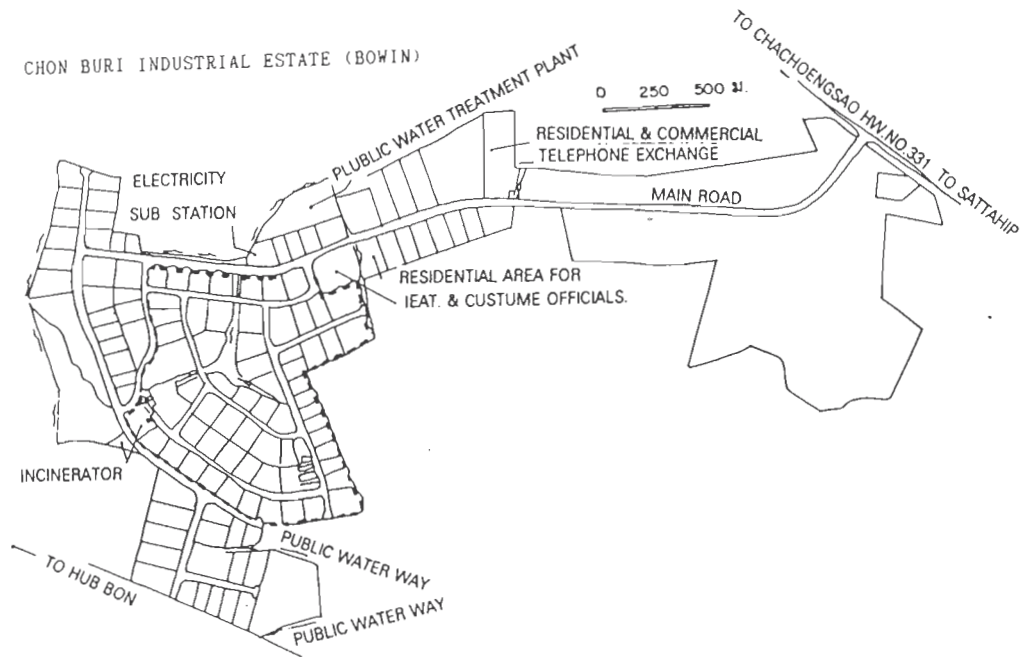 CHON BURI INDUSTRIAL ESTATE (BOWIN)
TO CHACHOENGSAO HW.NO.331 TO SATTAHIP
0 250 500 ม.
PLUBLIC WATER TREATMENT PLANT
RESIDENTIAL & COMMERCIAL
TELEPHONE EXCHANGE
ELECTRICITY
SUB STATION
MAIN ROAD
RESIDENTIAL AREA FOR
IEAT. & CUSTUME OFFICIALS.
INCINERATOR
PUBLIC WATER WAY
TO HUB BON
PUBLIC WATER WAY